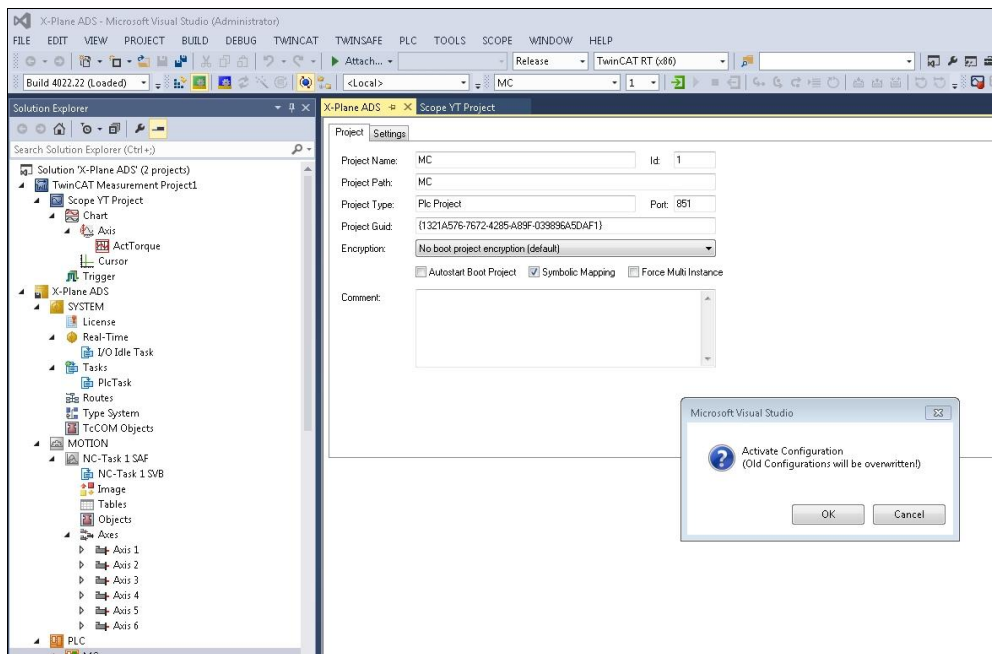 X-Plane ADS - Microsoft Visual Studio (Administrator)
FILE EDIT VIEW PROJECT BUILD DEBUG TWINCAT TWINSAFE PLC TOOLS SCOPE WINDOW HELP
Attach... Release TwinCAT RT (x86)
Build 4022.22 (Loaded) <Local> MC 1
Solution Explorer
Search Solution Explorer (Ctrl+;)
Solution 'X-Plane ADS' (2 projects)
TwinCAT Measurement Project1
Scope YT Project
Chart
Axis
ActTorque
Cursor
Trigger
X-Plane ADS
SYSTEM
License
Real-Time
I/O Idle Task
Tasks
PlcTask
Routes
Type System
TcCOM Objects
MOTION
NC-Task 1 SAF
NC-Task 1 SVB
Image
Tables
Objects
Axes
Axis 1
Axis 2
Axis 3
Axis 4
Axis 5
Axis 6
PLC
X-Plane ADS Scope YT Project
Project Settings
Project Name: MC Id: 1
Project Path: MC
Project Type: Plc Project Port: 851
Project Guid: {1321A576-7672-4285-A89F-039896A5DAF1}
Encryption: No boot project encryption (default)
Autostart Boot Project Symbolic Mapping Force Multi Instance
Comment:
Microsoft Visual Studio
Activate Configuration
(Old Configurations will be overwritten!)
OK Cancel